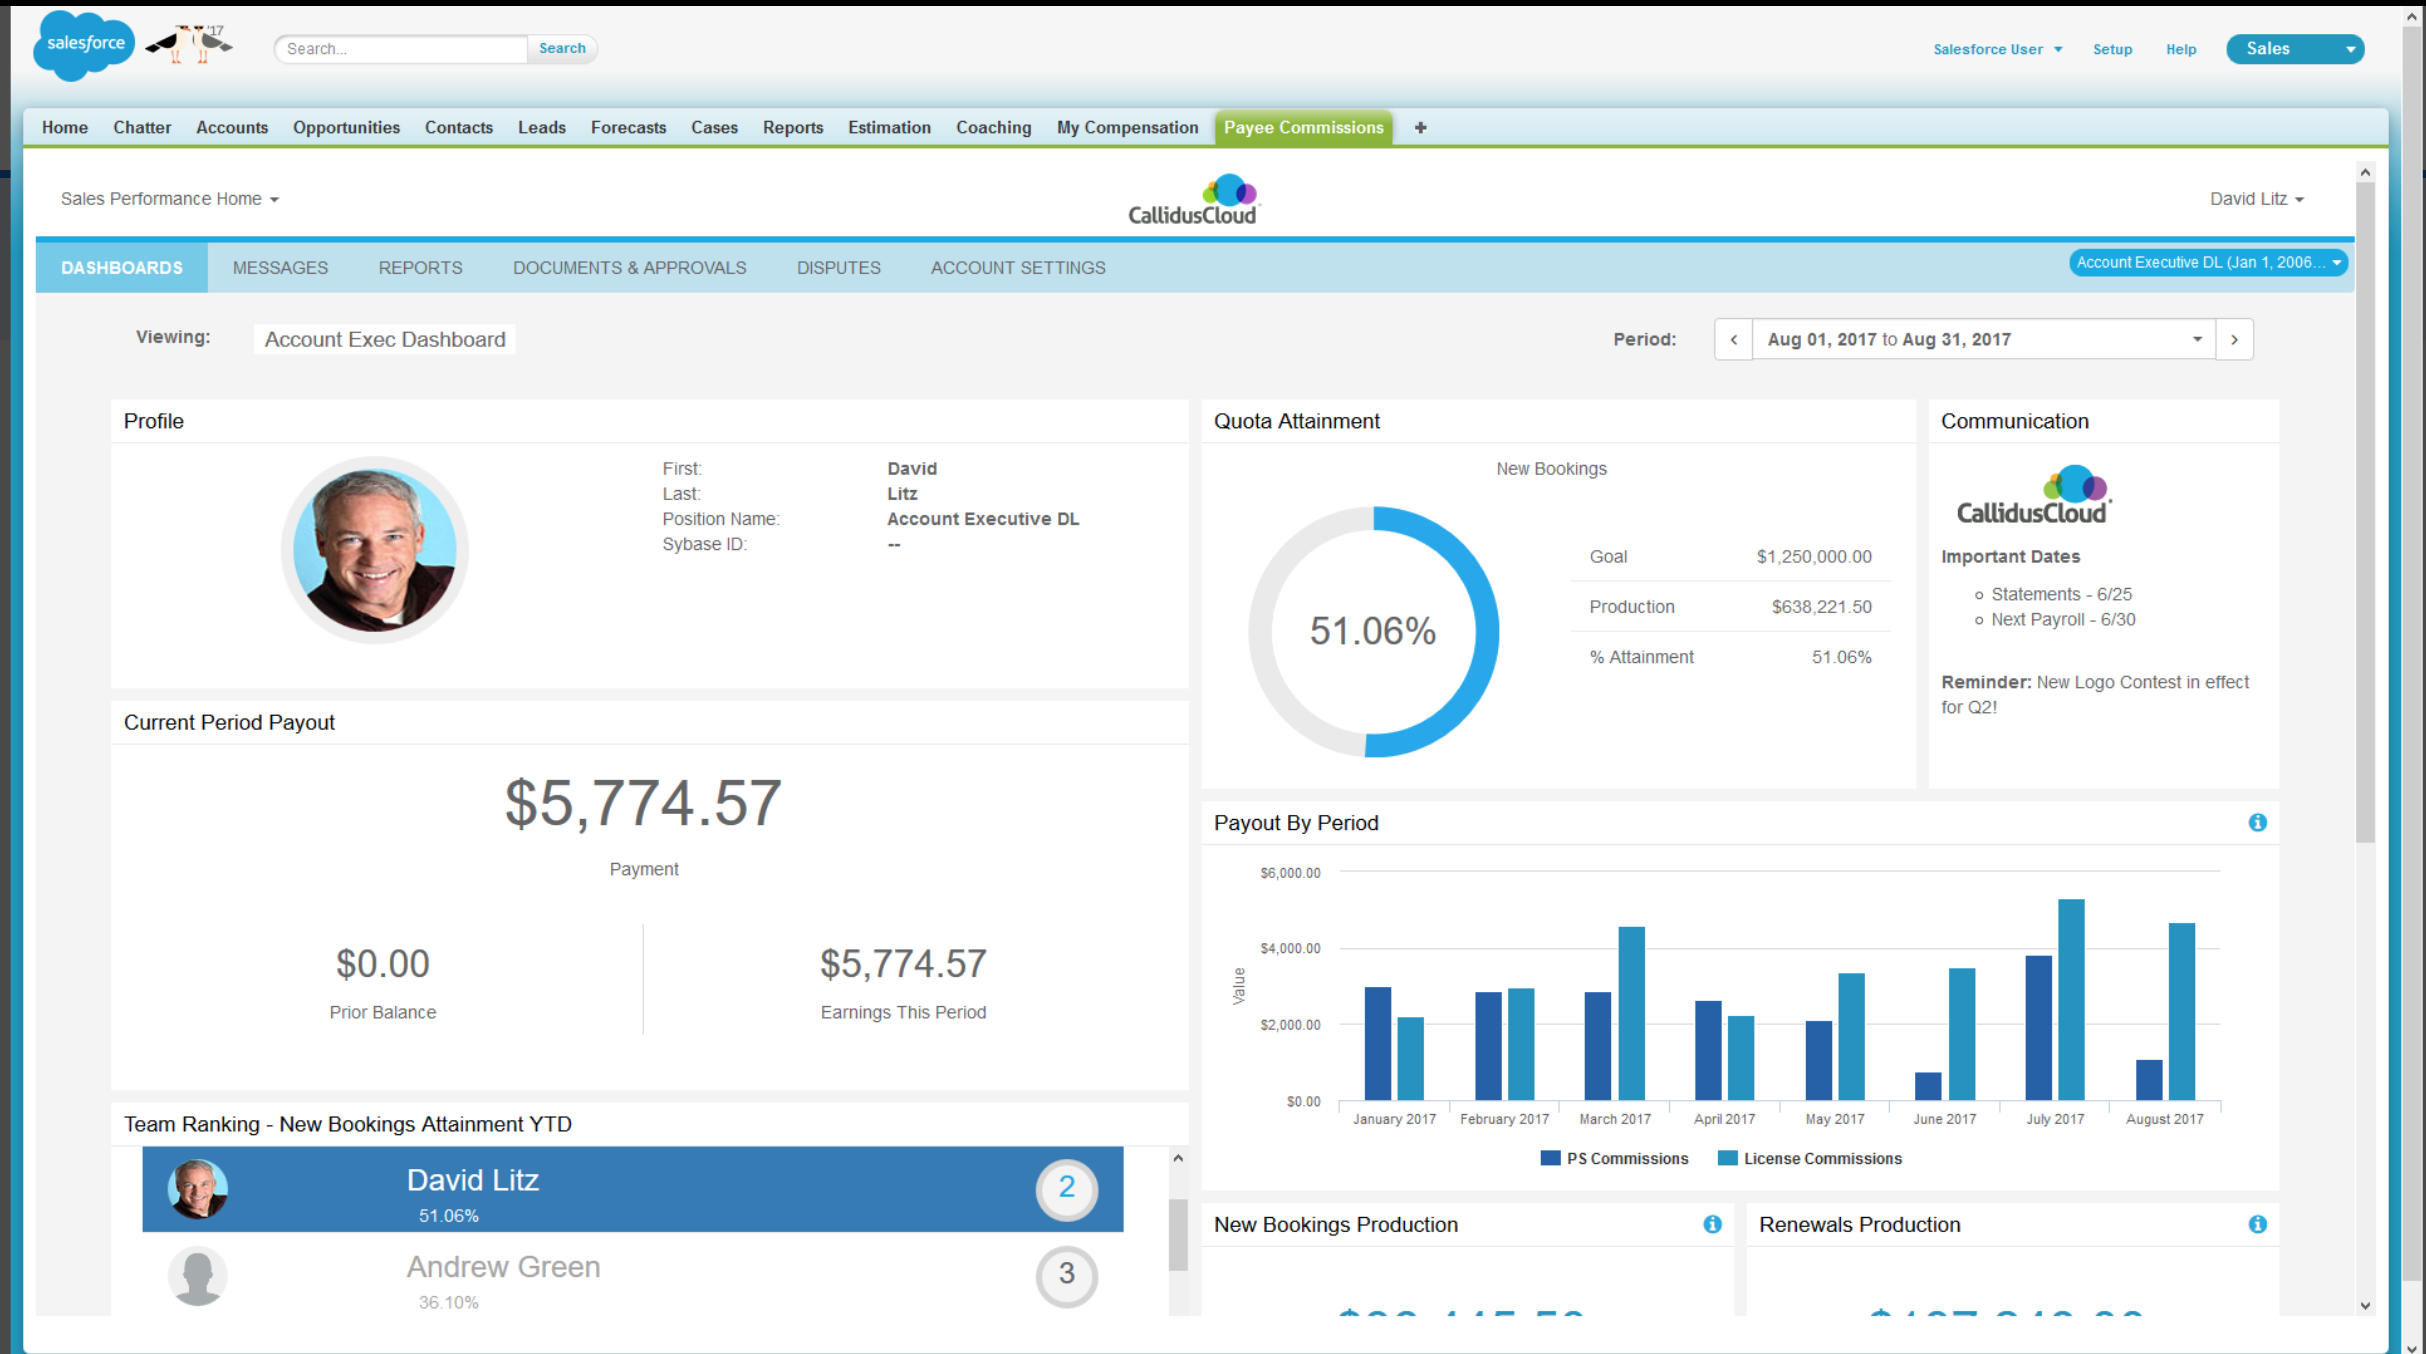 salesforce
'17
Search...
Search
Salesforce User
Setup
Help
Sales
Home
Chatter
Accounts
Opportunities
Contacts
Leads
Forecasts
Cases
Reports
Estimation
Coaching
My Compensation
Payee Commissions
Sales Performance Home
CallidusCloud
David Litz
DASHBOARDS
MESSAGES
REPORTS
DOCUMENTS & APPROVALS
DISPUTES
ACCOUNT SETTINGS
Account Executive DL (Jan 1, 2006...
Viewing:
Account Exec Dashboard
Period:
Aug 01, 2017 to Aug 31, 2017
Profile
First: David
Last: Litz
Position Name: Account Executive DL
Sybase ID: --
Quota Attainment
New Bookings
51.06%
Goal $1,250,000.00
Production $638,221.50
% Attainment 51.06%
Communication
CallidusCloud
Important Dates
Statements - 6/25
Next Payroll - 6/30
Reminder: New Logo Contest in effect
for Q2!
Current Period Payout
$5,774.57
Payment
$0.00
Prior Balance
$5,774.57
Earnings This Period
Payout By Period
Value
$6,000.00
$4,000.00
$2,000.00
$0.00
January 2017
February 2017
March 2017
April 2017
May 2017
June 2017
July 2017
August 2017
PS Commissions
License Commissions
Team Ranking - New Bookings Attainment YTD
David Litz
51.06%
2
Andrew Green
36.10%
3
New Bookings Production
Renewals Production